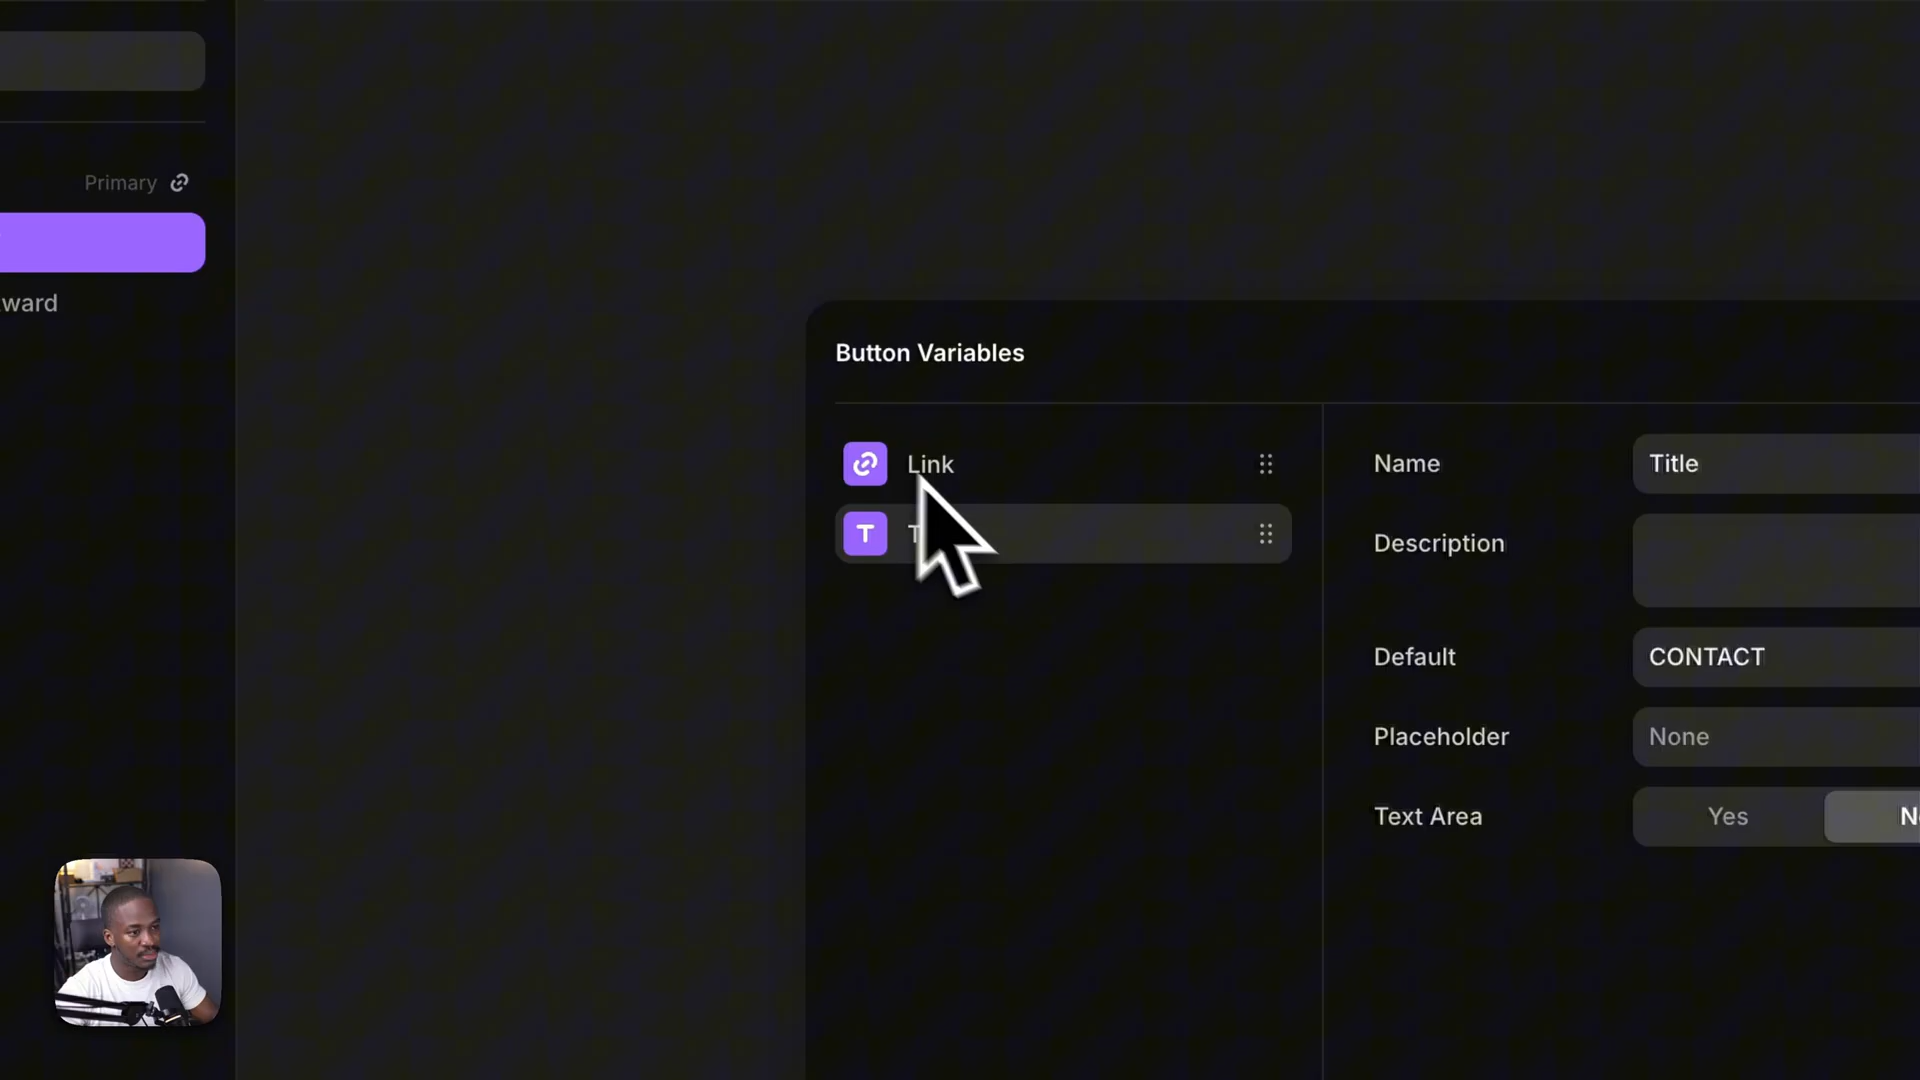 Primary
ward
Button Variables
Link
T
Name
Title
Description
Default
CONTACT
Placeholder
None
Text Area
Yes